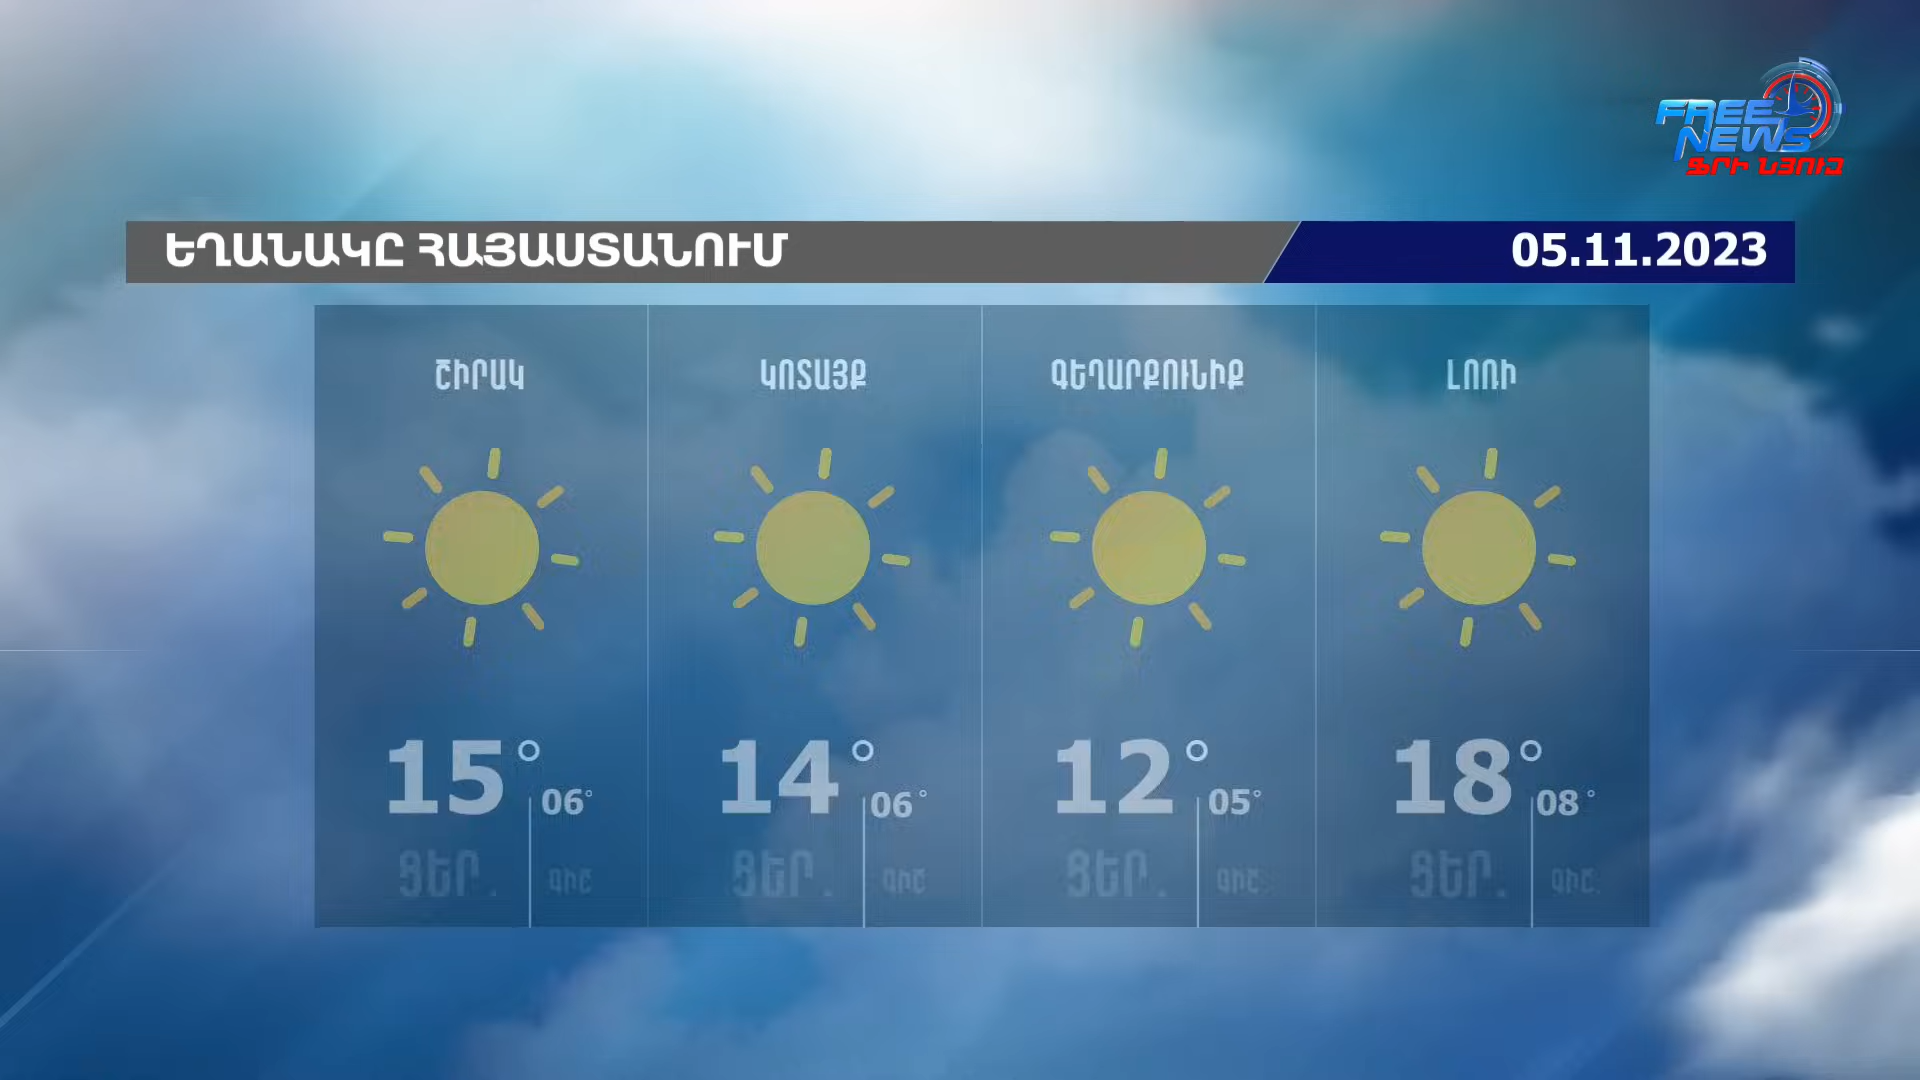 FREE
NEWS
ՖՐԻ ՆՅՈՒԶ
ԵՂԱՆԱԿԸ ՀԱՅԱՍՏԱՆՈՒՄ 05.11.2023
ՇԻՐԱԿ ԿՈՏԱՅՔ ԳԵՂԱՐՔՈՒՆԻՔ ԼՈՌԻ
15° 06° 14° 06° 12° 05° 18° 08°
ՑԵՐ. ԳԻՇ ՑԵՐ. ԳԻՇ ՑԵՐ. ԳԻՇ. ՑԵՐ. ԳԻՇ.